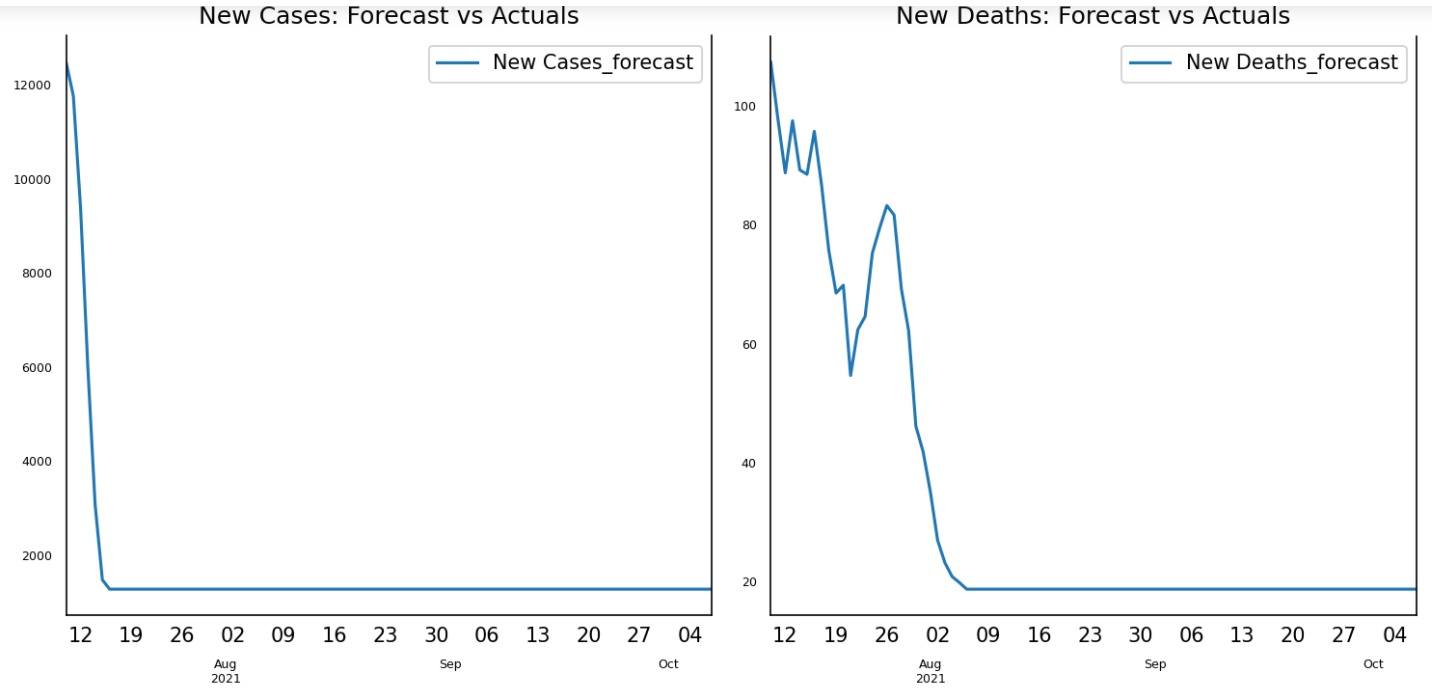 New Cases: Forecast vs Actuals
New Cases_forecast
12000
10000
8000
6000
4000
2000
12 19 26 02 09 16 23 30 06 13 20 27 04
Aug Sep Oct
2021
New Deaths: Forecast vs Actuals
New Deaths_forecast
100
80
60
40
20
12 19 26 02 09 16 23 30 06 13 20 27 04
Aug Sep Oct
2021